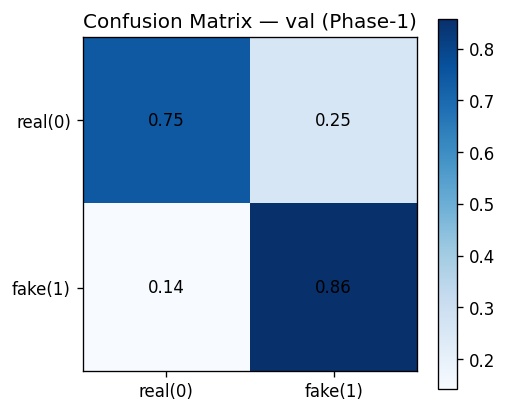 Confusion Matrix — val (Phase-1)
real(0)
0.75
0.25
fake(1)
0.14
0.86
real(0)
fake(1)
0.8
0.7
0.6
0.5
0.4
0.3
0.2